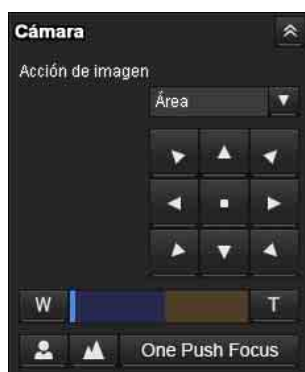 Cámara
Acción de imagen
Área
W T
One Push Focus